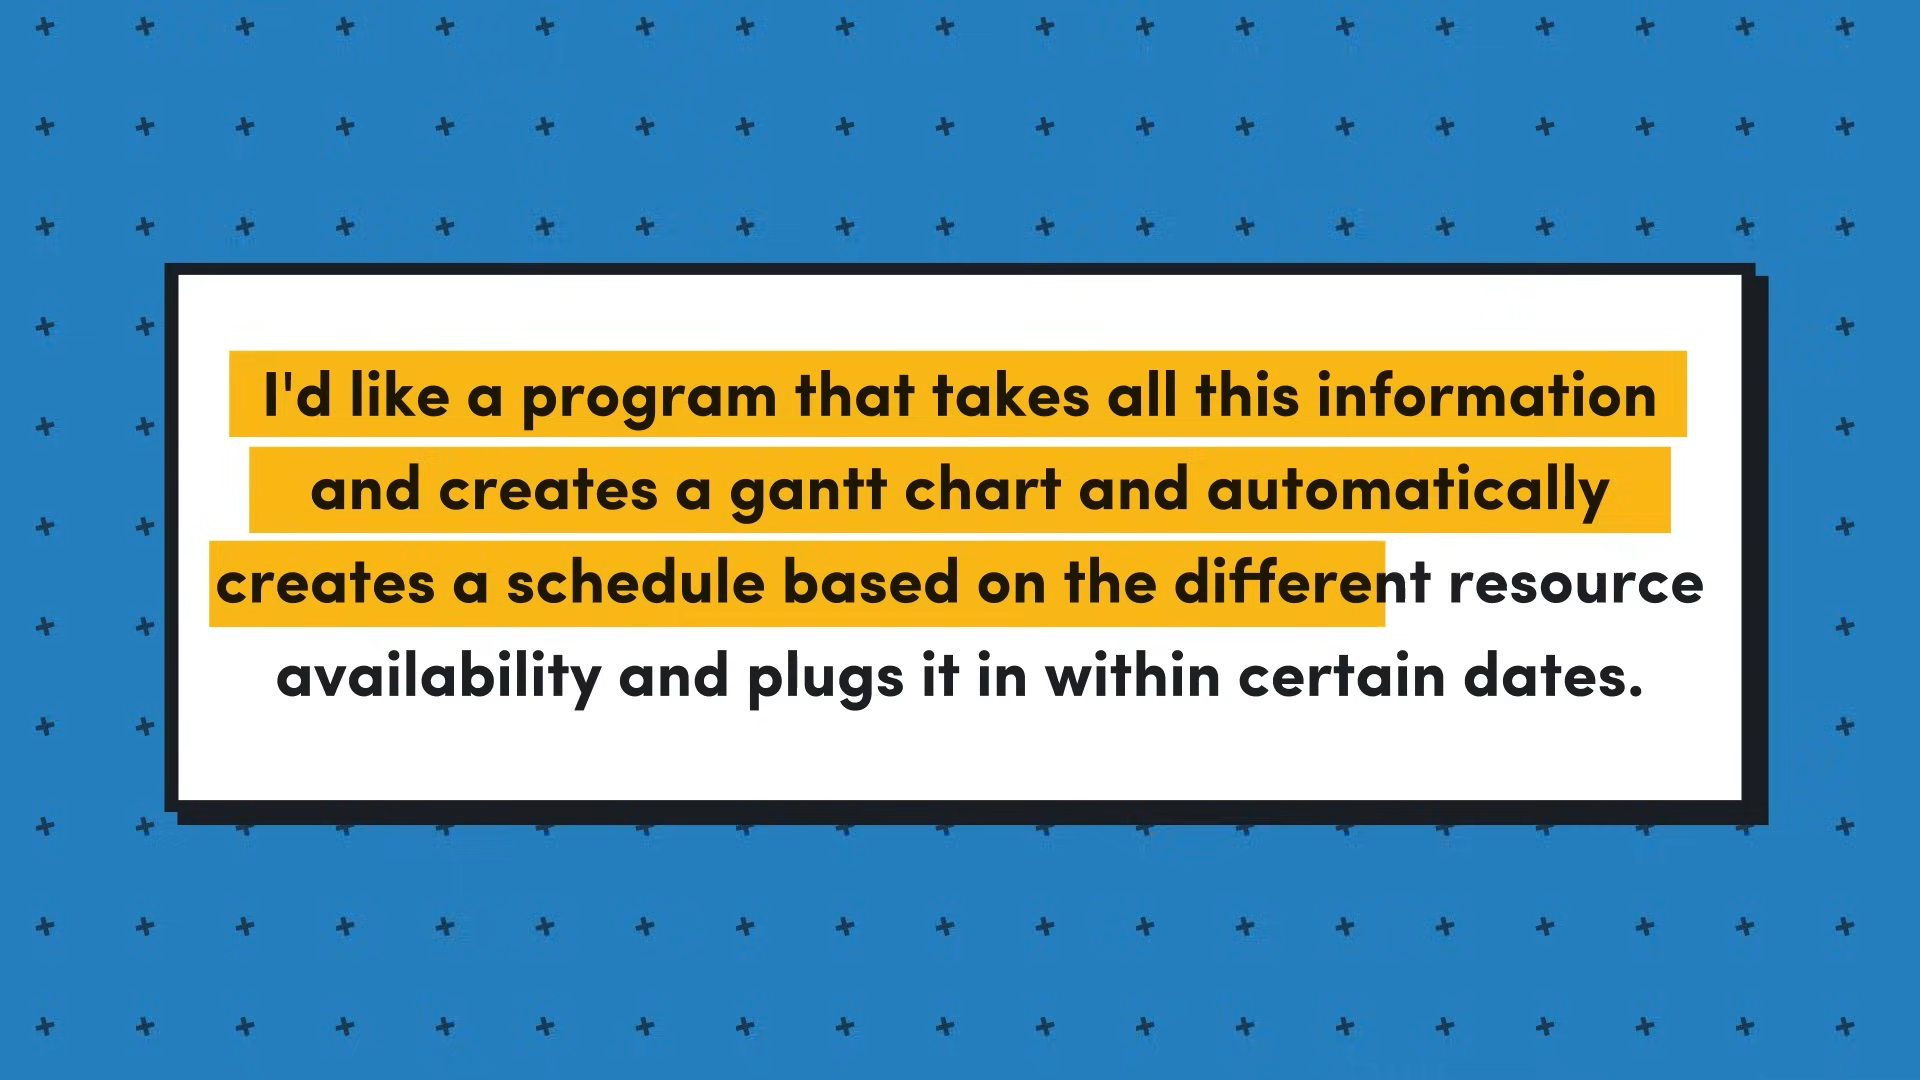 I'd like a program that takes all this information
and creates a gantt chart and automatically
creates a schedule based on the different resource
availability and plugs it in within certain dates.